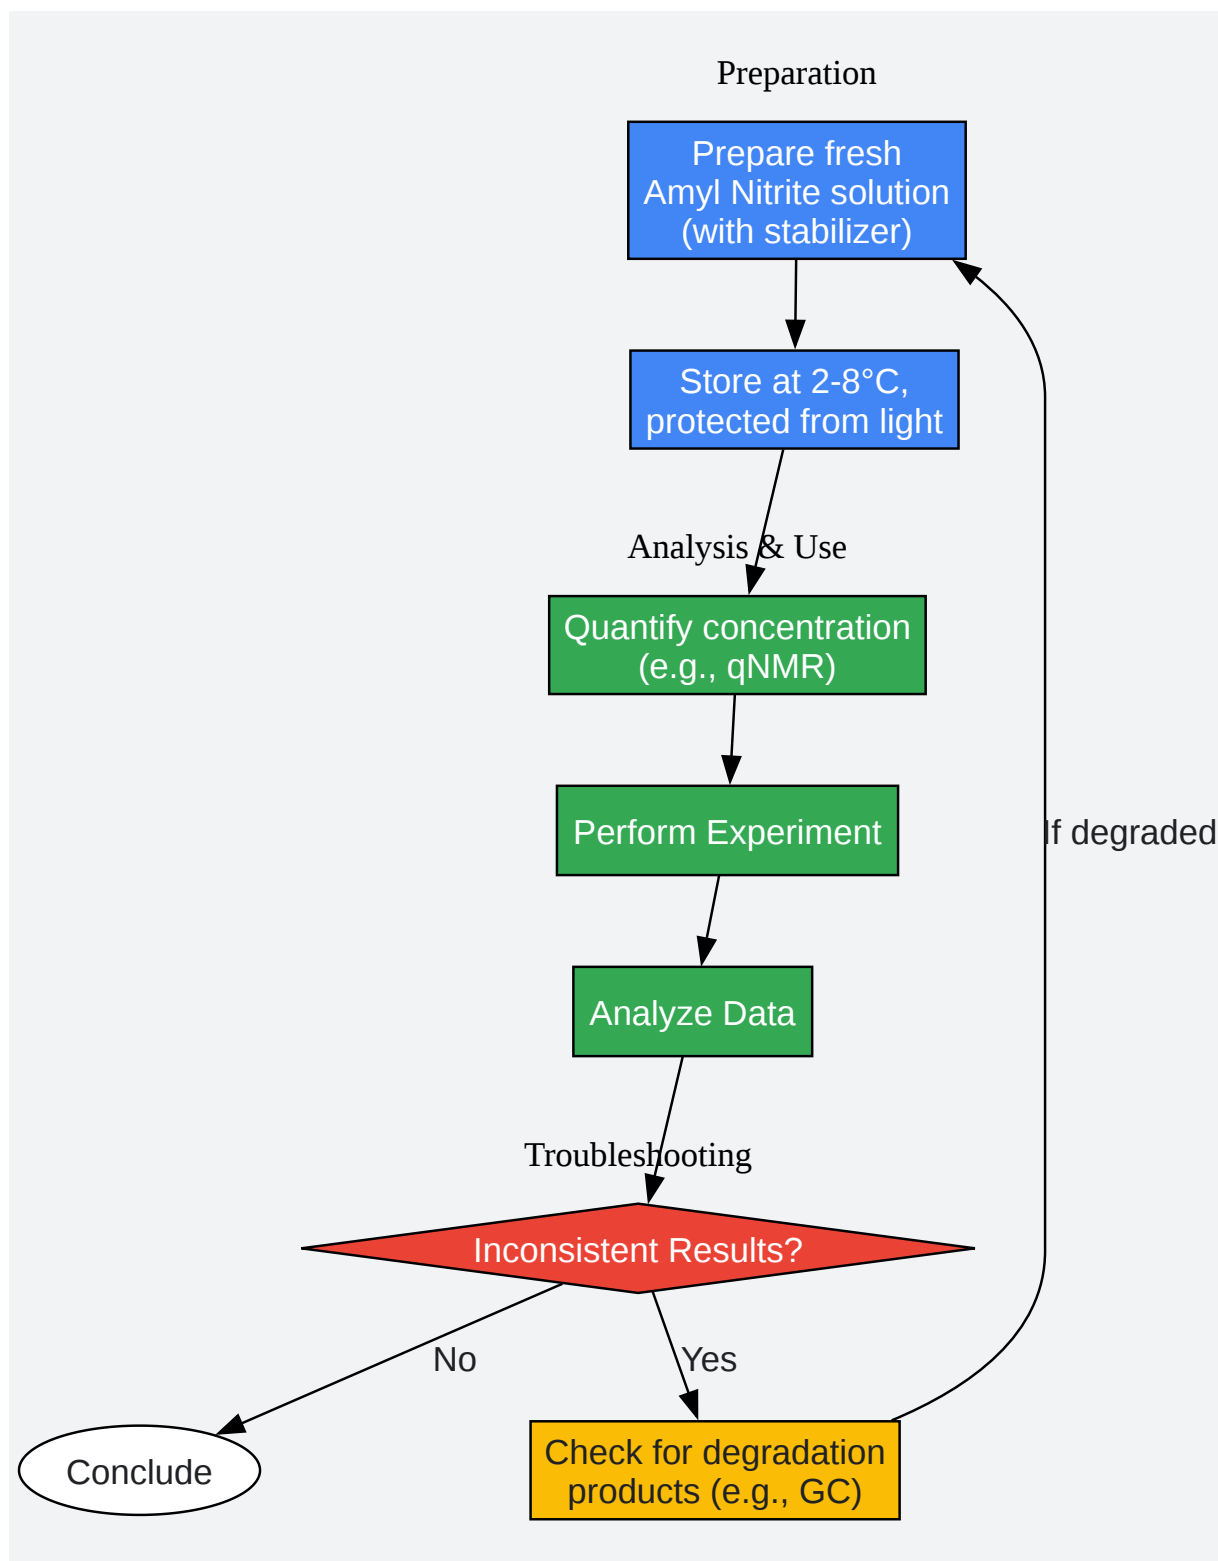 Preparation
Prepare fresh
Amyl Nitrite solution
(with stabilizer)
Store at 2-8°C,
protected from light
Analysis & Use
Quantify concentration
(e.g., qNMR)
Perform Experiment
If degraded
Analyze Data
Troubleshooting
Inconsistent Results?
No
Yes
Conclude
Check for degradation
products (e.g., GC)